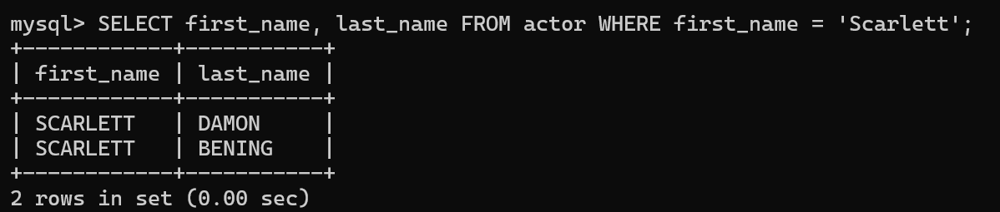 mysql> SELECT first_name, last_name FROM actor WHERE first_name = 'Scarlett';
+------------+-----------+
| first_name | last_name |
+------------+-----------+
| SCARLETT   | DAMON     |
| SCARLETT   | BENING    |
+------------+-----------+
2 rows in set (0.00 sec)